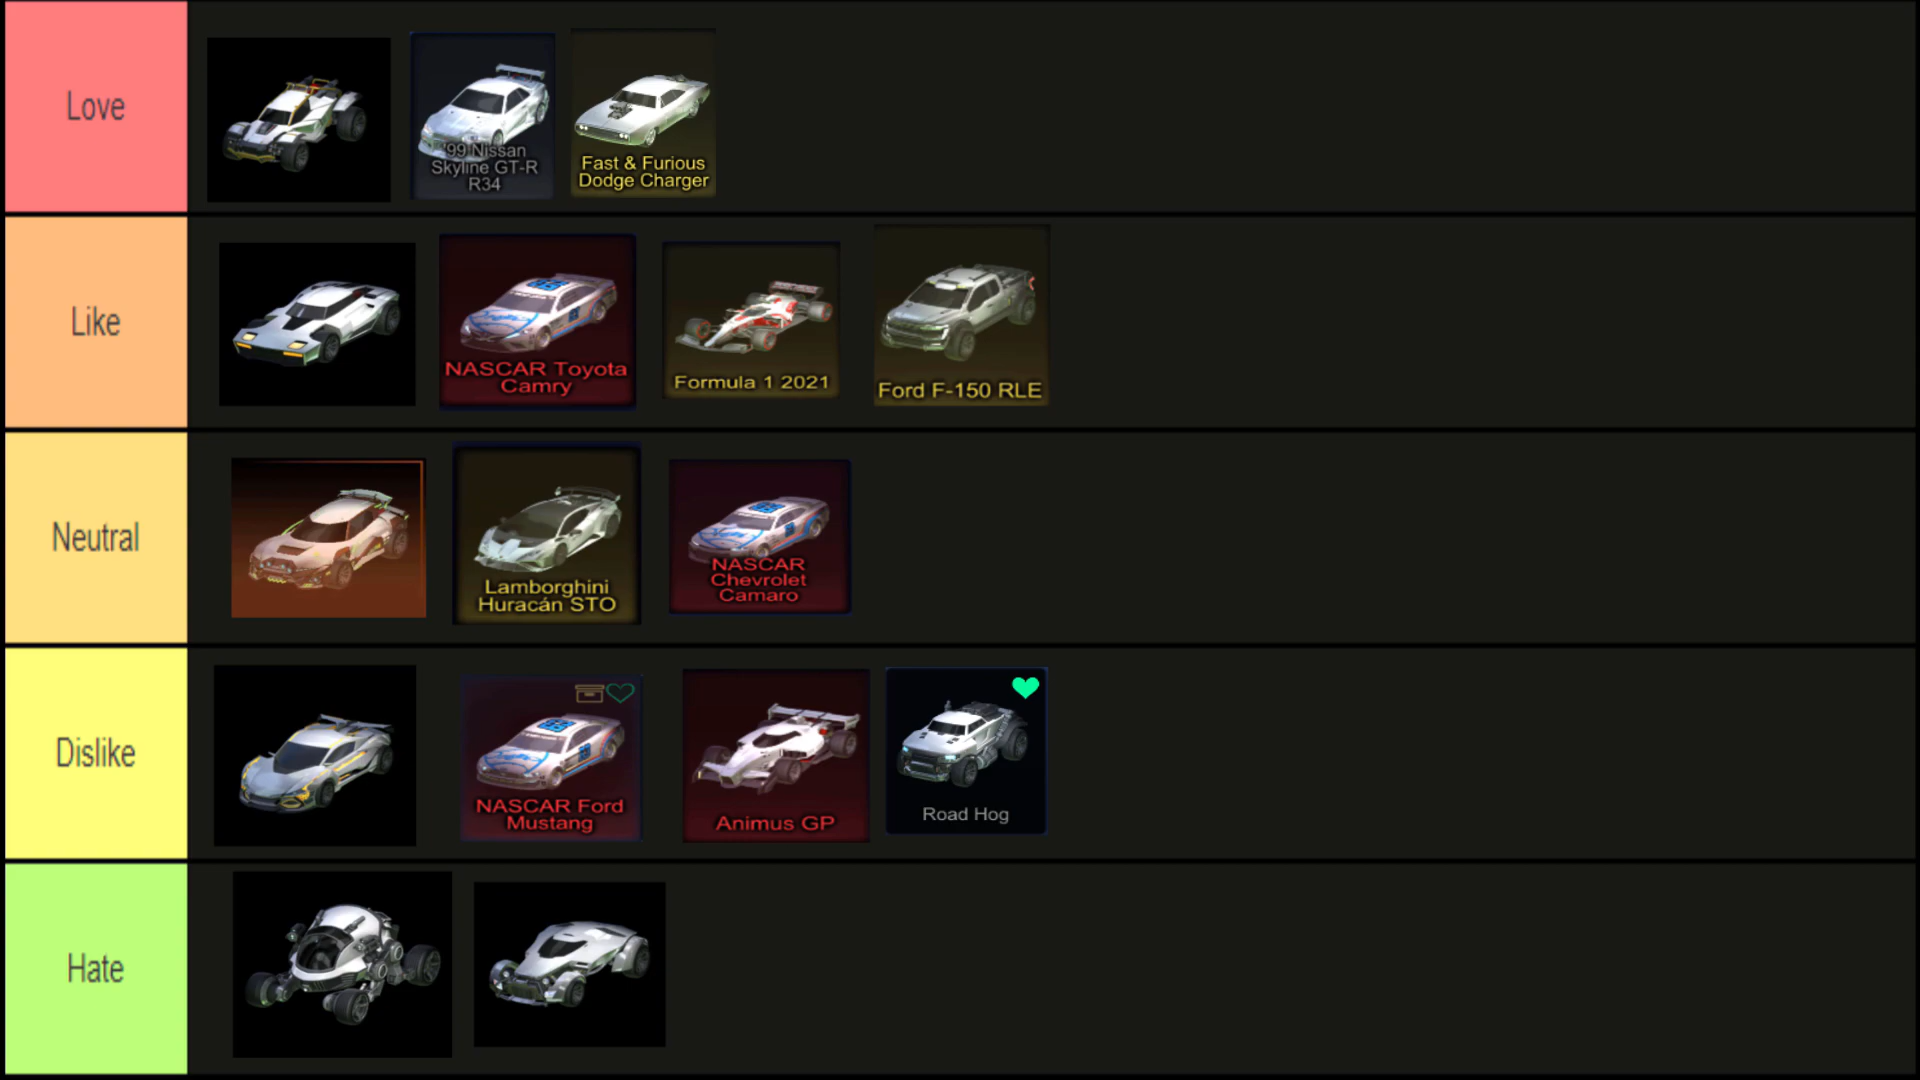 Love
'99 Nissan
Skyline GT-R
R34
Fast & Furious
Dodge Charger
Like
NASCAR Toyota
Camry
Formula 1 2021
Ford F-150 RLE
Neutral
Lamborghini
Huracán STO
NASCAR
Chevrolet
Camaro
Dislike
NASCAR Ford
Mustang
Animus GP
Road Hog
Hate